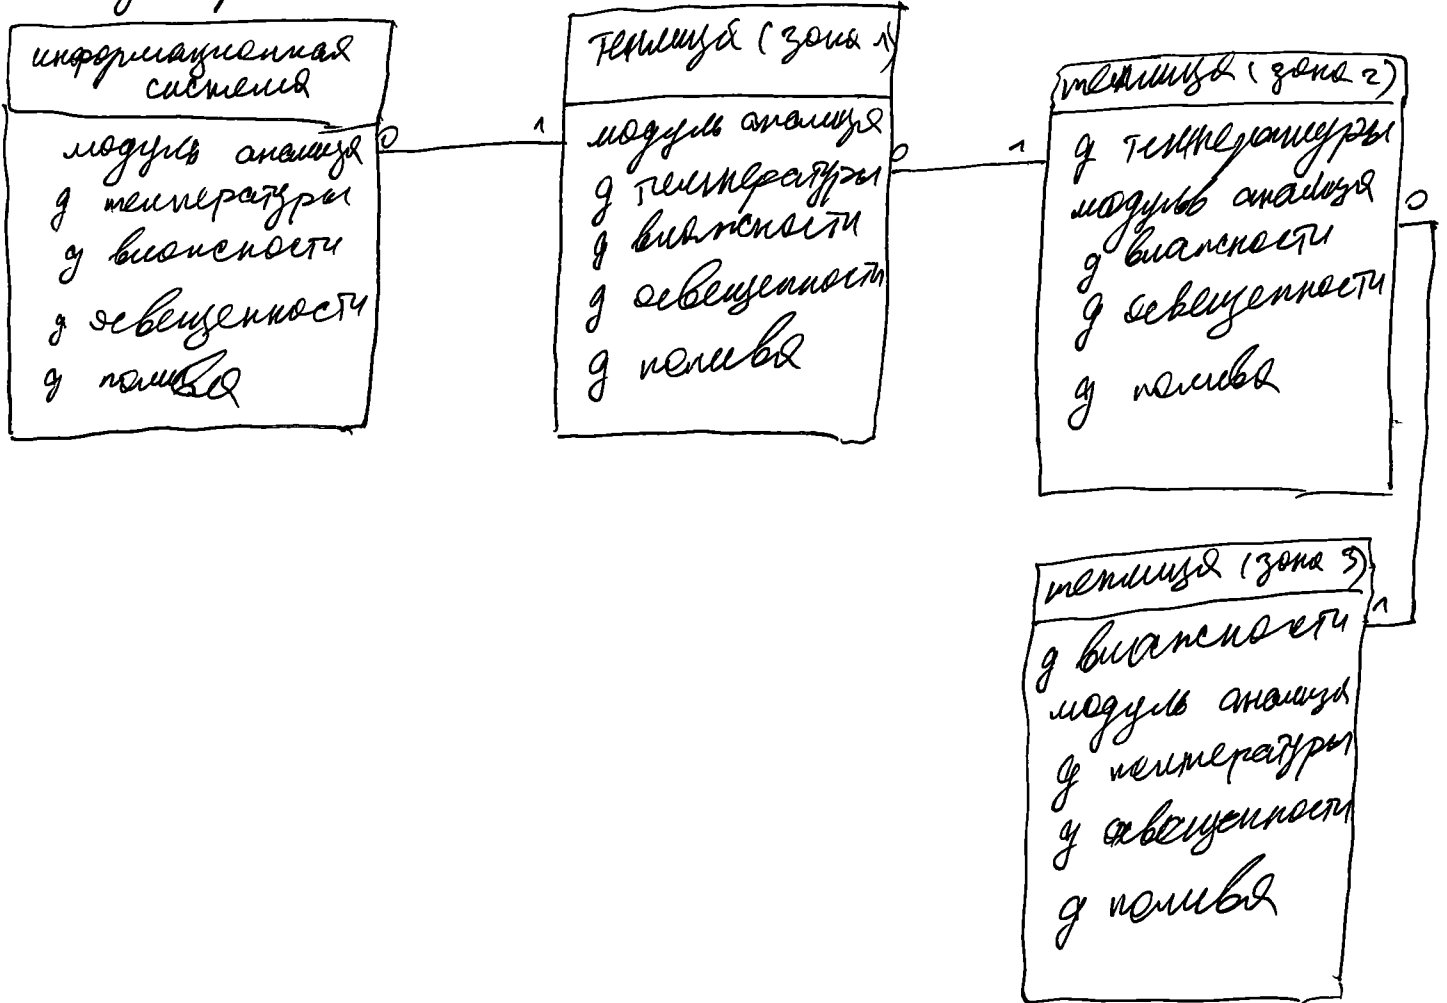 информационная
система
модуль анализа
д температуры
д влажности
д освещенности
д полива
0
1
теплица (зона 1)
модуль анализа
д температуры
д влажности
д освещенности
д полива
0
1
теплица (зона 2)
д температуры
модуль анализа
д влажности
д освещенности
д полива
0
1
теплица (зона 3)
д влажности
модуль анализа
д температуры
д освещенности
д полива